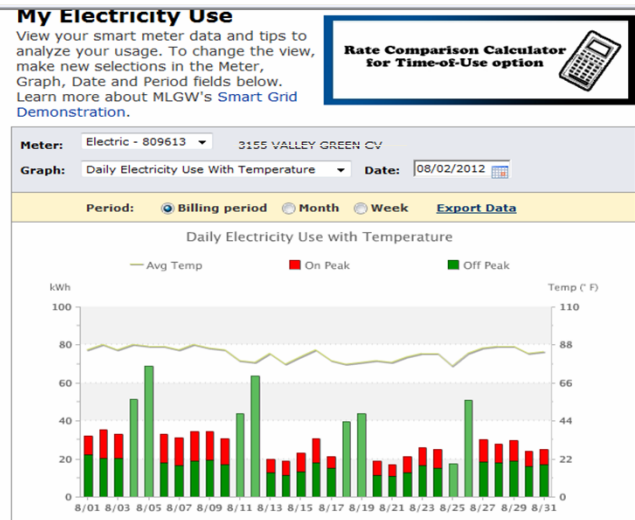 My Electricity Use
View your smart meter data and tips to
analyze your usage. To change the view,
make new selections in the Meter,
Graph, Date and Period fields below.
Learn more about MLGW's Smart Grid
Demonstration.
Rate Comparison Calculator
for Time-of-Use option
Meter: Electric - 809613 3155 VALLEY GREEN CV
Graph: Daily Electricity Use With Temperature Date: 08/02/2012
Period: Billing period Month Week Export Data
Daily Electricity Use with Temperature
Avg Temp On Peak Off Peak
kWh Temp (° F)
100 110
80 88
60 66
40 44
20 22
0 0
8/01 8/03 8/05 8/07 8/09 8/11 8/13 8/15 8/17 8/19 8/21 8/23 8/25 8/27 8/29 8/31